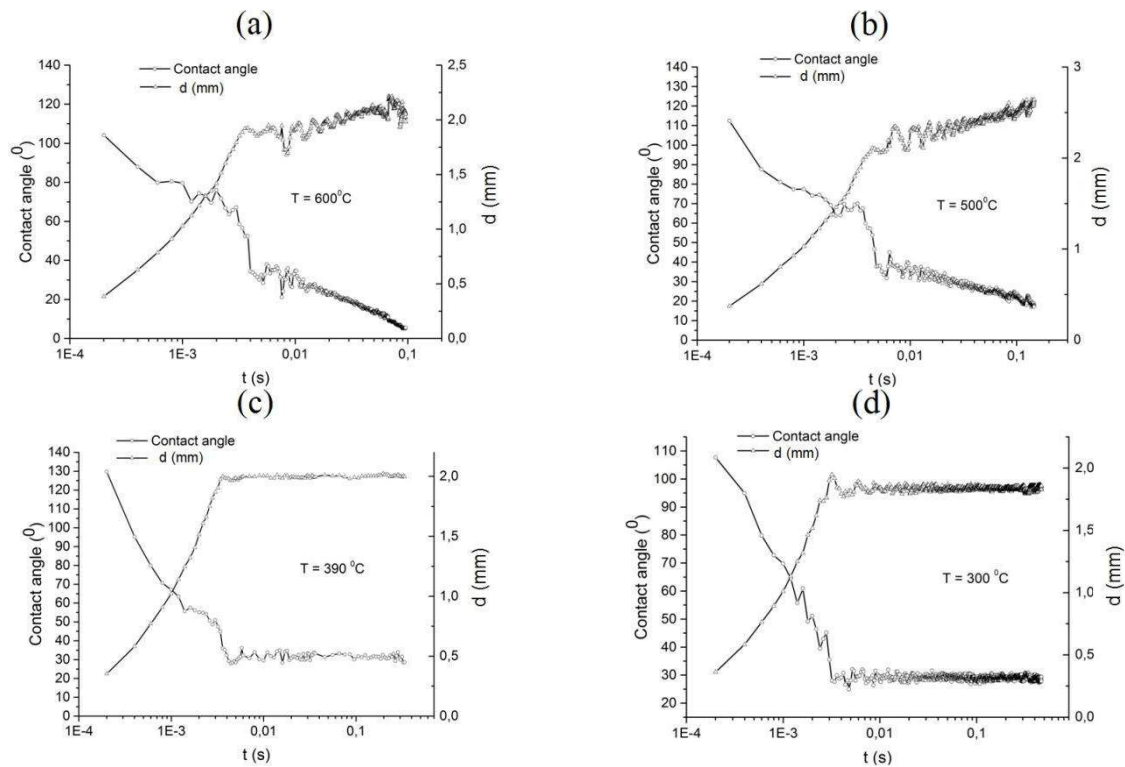 (a)
Contact angle
d (mm)
140
120
100
80
60
40
20
0
Contact angle (⁰)
2,5
2,0
1,5
1,0
0,5
0,0
d (mm)
T = 600⁰C
1E-4
1E-3
0,01
0,1
t (s)
(b)
Contact angle
d (mm)
140
130
120
110
100
90
80
70
60
50
40
30
20
10
0
Contact angle (⁰)
3
2
1
0
d (mm)
T = 500⁰C
1E-4
1E-3
0,01
0,1
t (s)
(c)
Contact angle
d (mm)
140
130
120
110
100
90
80
70
60
50
40
30
20
10
0
Contact angle (⁰)
2,0
1,5
1,0
0,5
0,0
d (mm)
T = 390 ⁰C
1E-4
1E-3
0,01
0,1
t (s)
(d)
Contact angle
d (mm)
110
100
90
80
70
60
50
40
30
20
Contact angle (⁰)
2,0
1,5
1,0
0,5
0,0
d (mm)
T = 300 ⁰C
1E-4
1E-3
0,01
0,1
t (s)